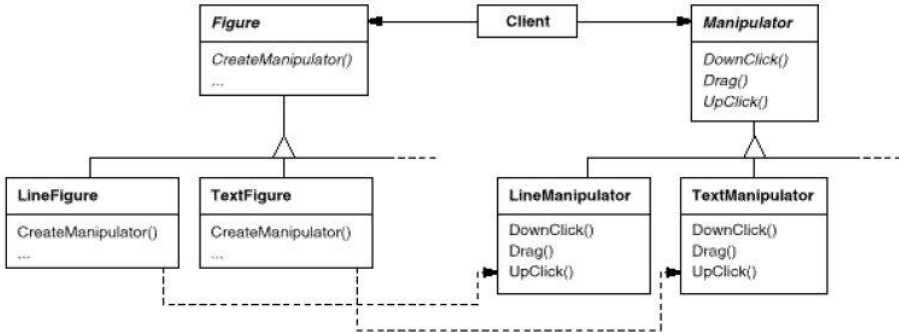 Figure
CreateManipulator()
...
Client
Manipulator
DownClick()
Drag()
UpClick()
LineFigure
CreateManipulator()
...
TextFigure
CreateManipulator()
...
LineManipulator
DownClick()
Drag()
UpClick()
TextManipulator
DownClick()
Drag()
UpClick()